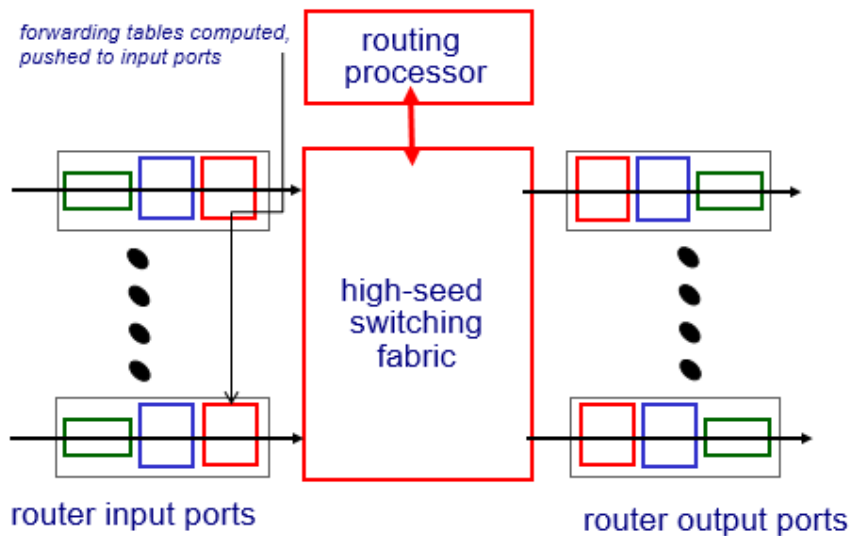 forwarding tables computed,
pushed to input ports
routing
processor
high-seed
switching
fabric
router input ports
router output ports